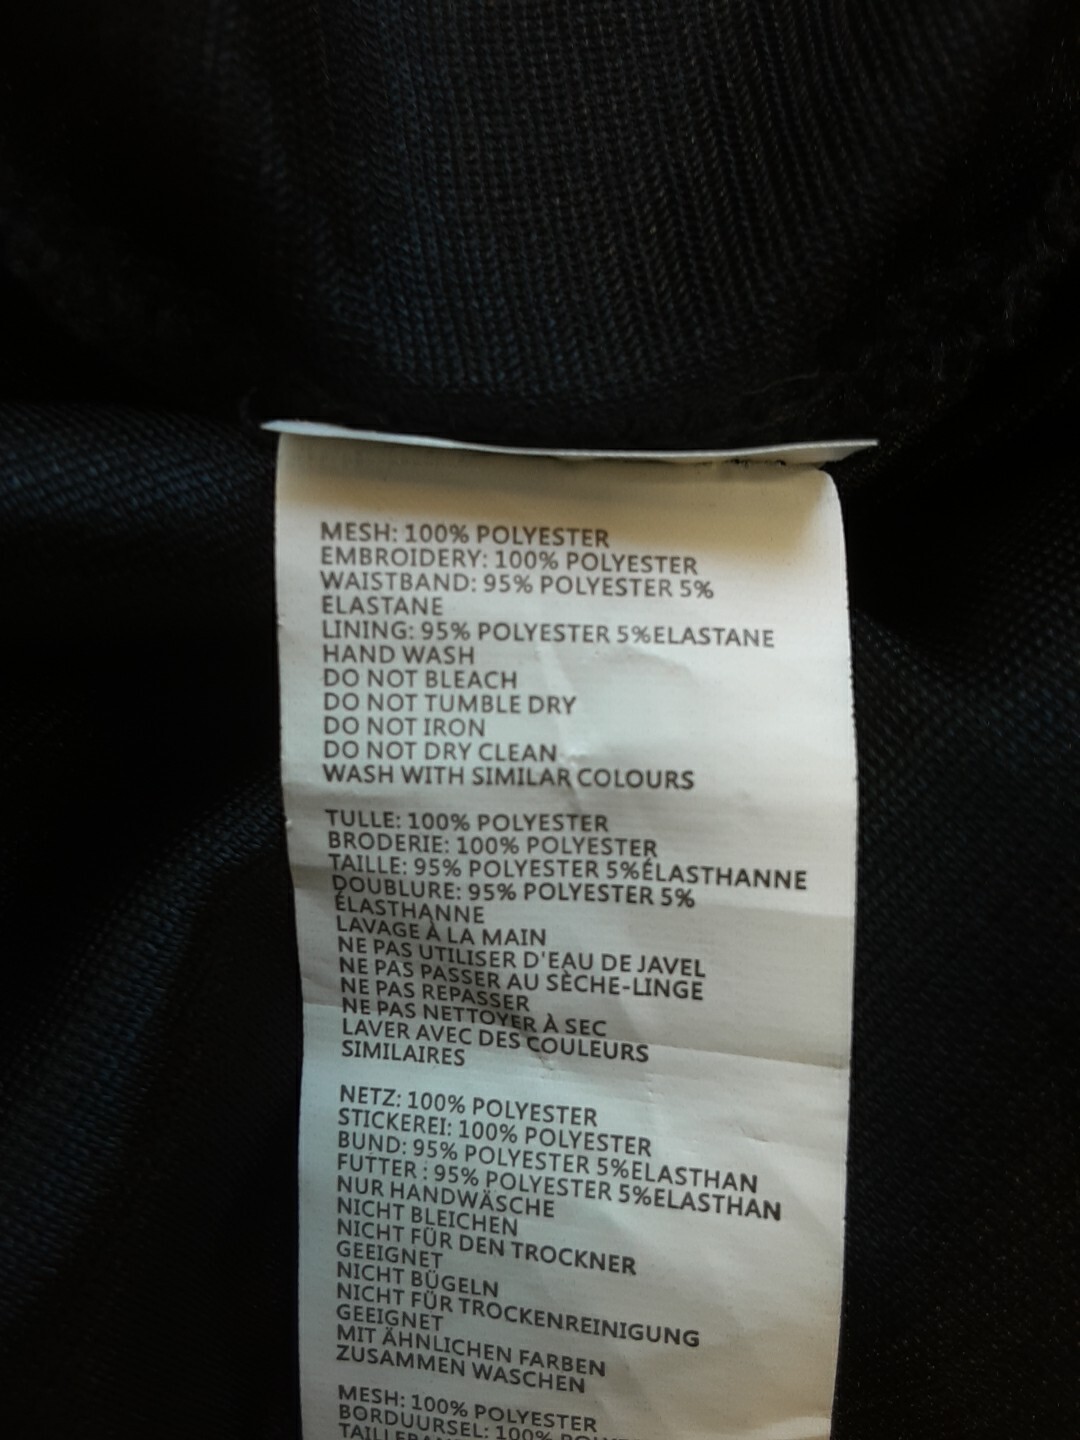 MESH: 100% POLYESTER
EMBROIDERY: 100% POLYESTER
WAISTBAND: 95% POLYESTER 5%
ELASTANE
LINING: 95% POLYESTER 5%ELASTANE
HAND WASH
DO NOT BLEACH
DO NOT TUMBLE DRY
DO NOT IRON
DO NOT DRY CLEAN
WASH WITH SIMILAR COLOURS
TULLE: 100% POLYESTER
BRODERIE: 100% POLYESTER
TAILLE: 95% POLYESTER 5%ÉLASTHANNE
DOUBLURE: 95% POLYESTER 5%
ÉLASTHANNE
LAVAGE À LA MAIN
NE PAS UTILISER D'EAU DE JAVEL
NE PAS PASSER AU SÈCHE-LINGE
NE PAS REPASSER
NE PAS NETTOYER À SEC
LAVER AVEC DES COULEURS
SIMILAIRES
NETZ: 100% POLYESTER
STICKEREI: 100% POLYESTER
BUND: 95% POLYESTER 5%ELASTHAN
FUTTER : 95% POLYESTER 5%ELASTHAN
NUR HANDWÄSCHE
NICHT BLEICHEN
NICHT FÜR DEN TROCKNER
GEEIGNET
NICHT BÜGELN
NICHT FÜR TROCKENREINIGUNG
GEEIGNET
MIT ÄHNLICHEN FARBEN
ZUSAMMEN WASCHEN
MESH: 100% POLYESTER
BORDUURSEL: 100% POLYESTER